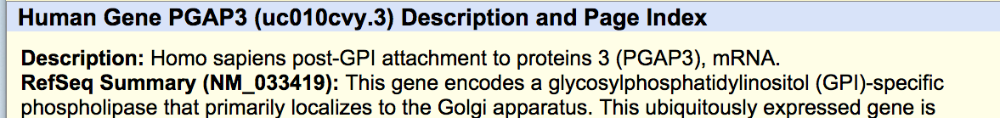 Human Gene PGAP3 (uc010cvy.3) Description and Page Index
Description: Homo sapiens post-GPI attachment to proteins 3 (PGAP3), mRNA.
RefSeq Summary (NM_033419): This gene encodes a glycosylphosphatidylinositol (GPI)-specific
phospholipase that primarily localizes to the Golgi apparatus. This ubiquitously expressed gene is